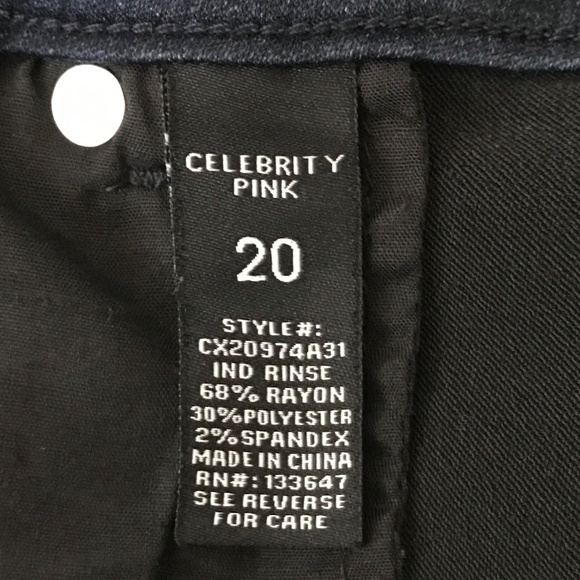 CELEBRITY
PINK
20
STYLE#:
CX20974A31
IND RINSE
68% RAYON
30%POLYESTER
2%SPANDEX
MADE IN CHINA
RN#: 133647
SEE REVERSE
FOR CARE